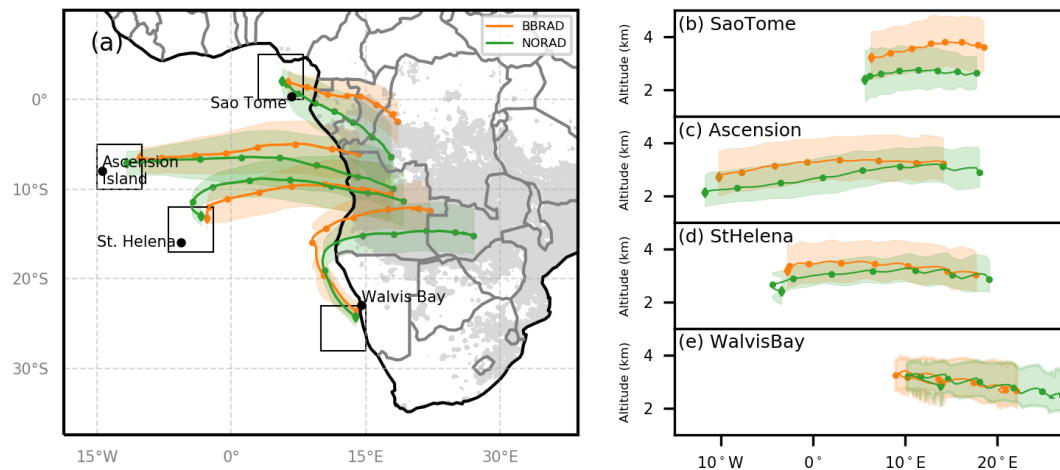 (a)
BBRAD
NORAD
Sao Tome
Ascension
Island
St. Helena
Walvis Bay
0°
10°S
20°S
30°S
15°W
0°
15°E
30°E
(b) SaoTome
Altitude (km)
4
2
(c) Ascension
Altitude (km)
4
2
(d) StHelena
Altitude (km)
4
2
(e) WalvisBay
Altitude (km)
4
2
10°W
0°
10°E
20°E